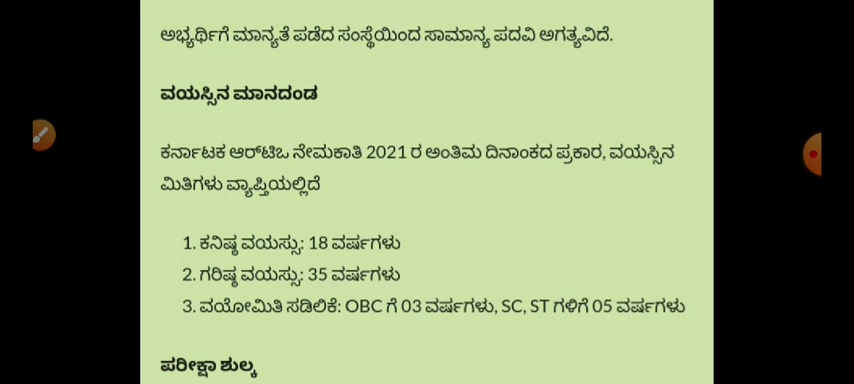 ಅಭ್ಯರ್ಥಿಗೆ ಮಾನ್ಯತೆ ಪಡೆದ ಸಂಸ್ಥೆಯಿಂದ ಸಾಮಾನ್ಯ ಪದವಿ ಅಗತ್ಯವಿದೆ.
ವಯಸ್ಸಿನ ಮಾನದಂಡ
ಕರ್ನಾಟಕ ಆರ್‌ಟಿಒ ನೇಮಕಾತಿ 2021 ರ ಅಂತಿಮ ದಿನಾಂಕದ ಪ್ರಕಾರ, ವಯಸ್ಸಿನ
ಮಿತಿಗಳು ವ್ಯಾಪ್ತಿಯಲ್ಲಿದೆ
1. ಕನಿಷ್ಠ ವಯಸ್ಸು: 18 ವರ್ಷಗಳು
2. ಗರಿಷ್ಠ ವಯಸ್ಸು: 35 ವರ್ಷಗಳು
3. ವಯೋಮಿತಿ ಸಡಿಲಿಕೆ: OBC ಗೆ 03 ವರ್ಷಗಳು, SC, ST ಗಳಿಗೆ 05 ವರ್ಷಗಳು
ಪರೀಕ್ಷಾ ಶುಲ್ಕ